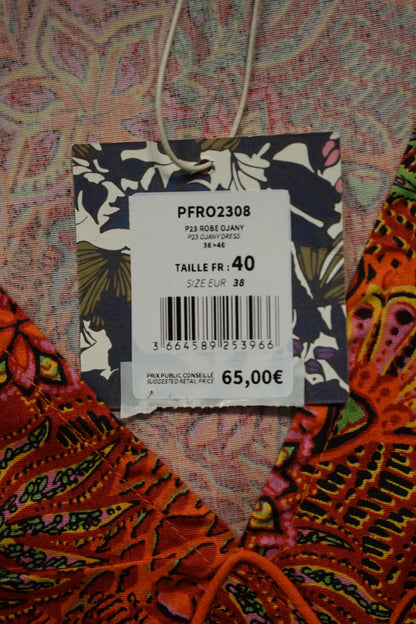 PFRO2308
P23 ROBE OJANY
P23 OJANY DRESS
36>46
TAILLE FR : 40
SIZE EUR 38
3 664589 253966
PRIX PUBLIC CONSEILLE
SUGGESTED RETAIL PRICE
65,00€